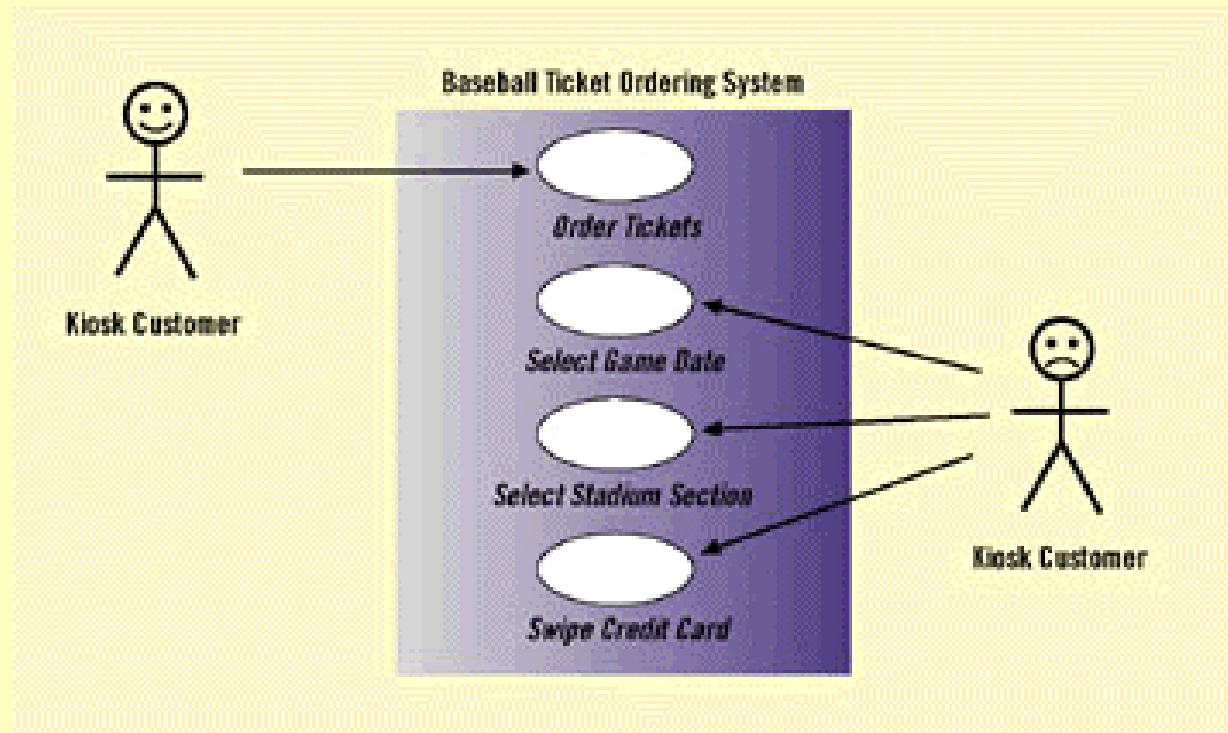 Baseball Ticket Ordering System
Order Tickets
Kiosk Customer
Select Game Date
Select Stadium Section
Kiosk Customer
Swipe Credit Card